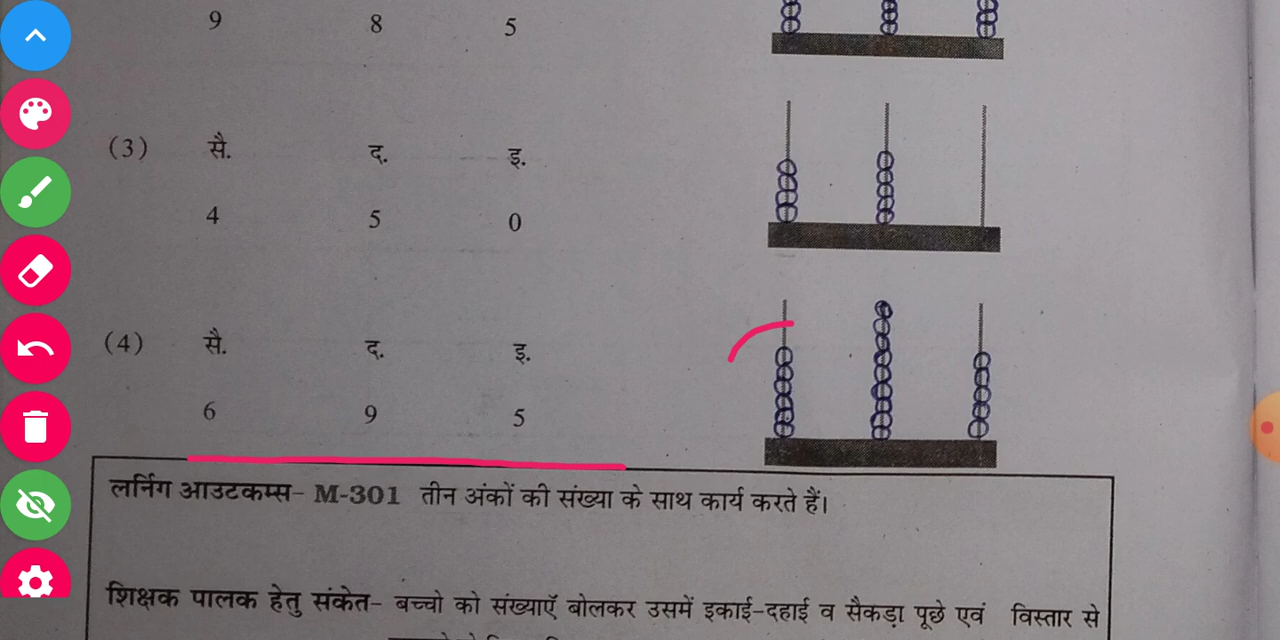 9 8 5
(3) सै. द. इ.
4 5 0
(4) सै. द. इ.
6 9 5
लर्निग आउटकम्स- M-301 तीन अंकों की संख्या के साथ कार्य करते हैं।
शिक्षक पालक हेतु संकेत- बच्चो को संख्याएँ बोलकर उसमें इकाई-दहाई व सैकड़ा पूछे एवं विस्तार से